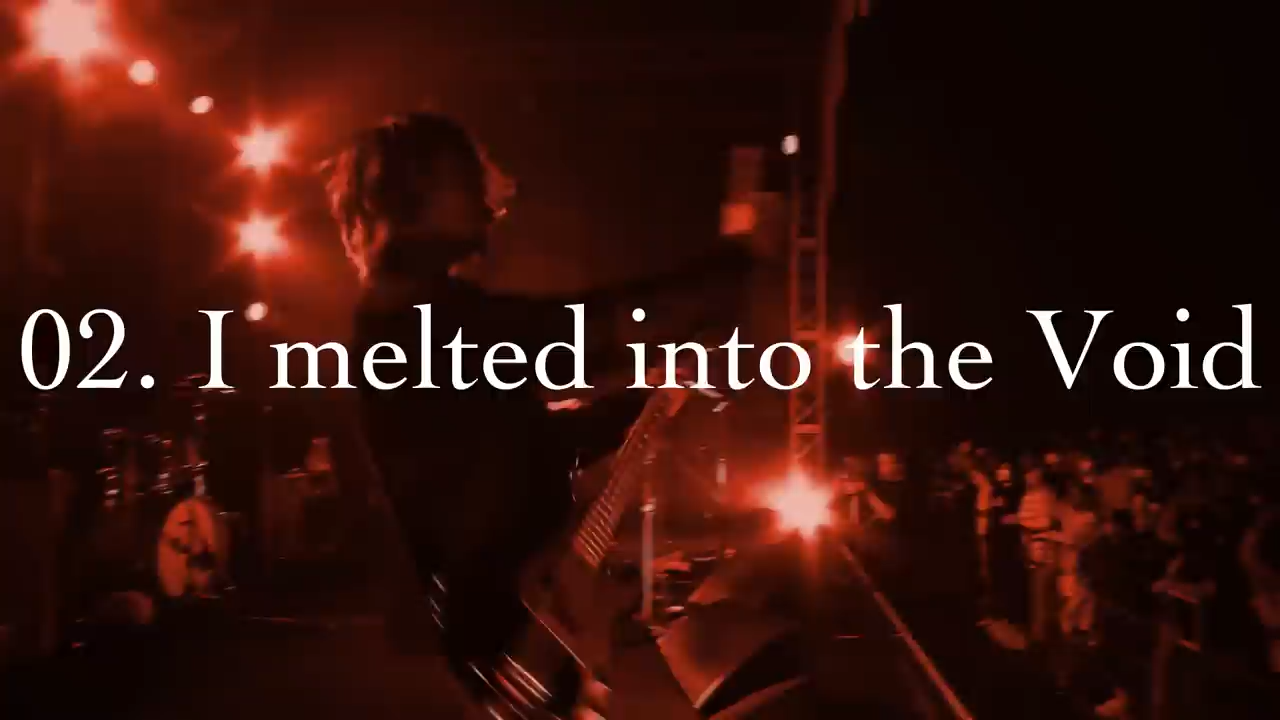 02. I melted into the Void